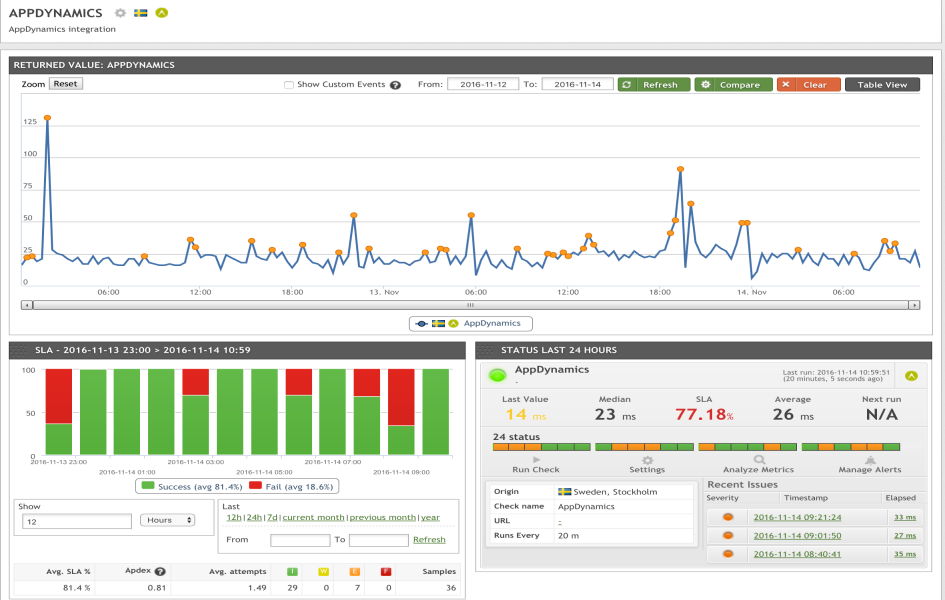 APPDYNAMICS
AppDynamics integration
RETURNED VALUE: APPDYNAMICS
Zoom Reset Show Custom Events ? From: 2016-11-12 To: 2016-11-14 Refresh Compare Clear Table View
125
100
75
50
25
0
06:00 12:00 18:00 13. Nov 06:00 12:00 18:00 14. Nov 06:00
AppDynamics
SLA - 2016-11-13 23:00 > 2016-11-14 10:59
100
50
0
2016-11-13 23:00 2016-11-14 03:00 2016-11-14 07:00
2016-11-14 01:00 2016-11-14 05:00 2016-11-14 09:00
Success (avg 81.4%) Fail (avg 18.6%)
Show
12 Hours
Last
12h|24h|7d|current month|previous month|year
From To Refresh
Avg. SLA % Apdex ? Avg. attempts I W E F Samples
81.4 % 0.81 1.49 29 0 7 0 36
STATUS LAST 24 HOURS
AppDynamics
-
Last run: 2016-11-14 10:59:51
(20 minutes, 5 seconds ago)
Last Value Median SLA Average Next run
14 ms 23 ms 77.18% 26 ms N/A
24 status
Run Check Settings Analyze Metrics Manage Alerts
Origin Sweden, Stockholm
Check name AppDynamics
URL -
Runs Every 20 m
Recent Issues
Severity Timestamp Elapsed
2016-11-14 09:21:24 33 ms
2016-11-14 09:01:50 27 ms
2016-11-14 08:40:41 35 ms